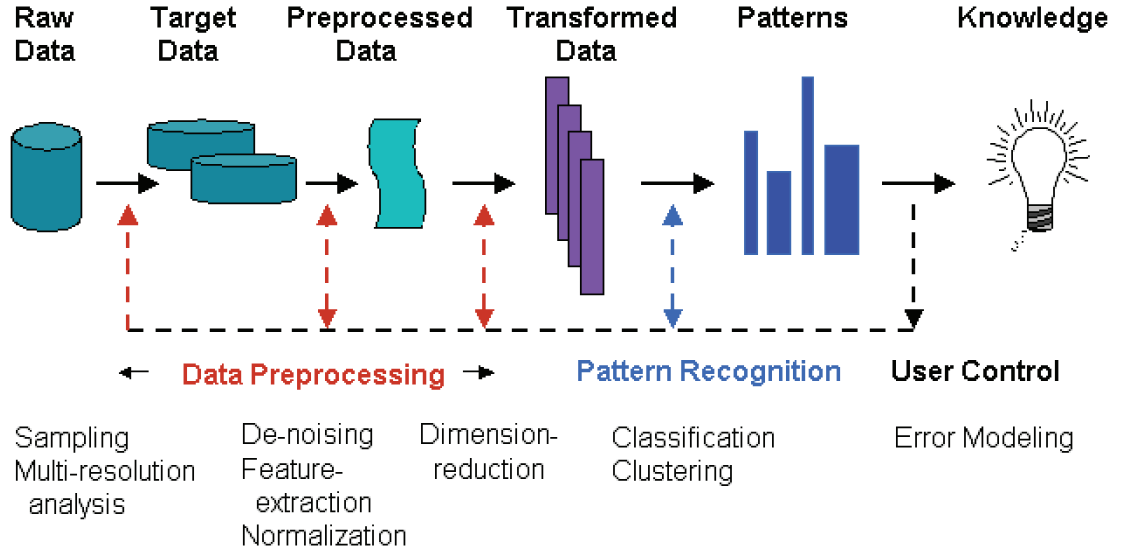 Raw
Data
Target
Data
Preprocessed
Data
Transformed
Data
Patterns
Knowledge
Data Preprocessing
Pattern Recognition
User Control
Sampling
Multi-resolution
analysis
De-noising
Feature-
extraction
Normalization
Dimension-
reduction
Classification
Clustering
Error Modeling